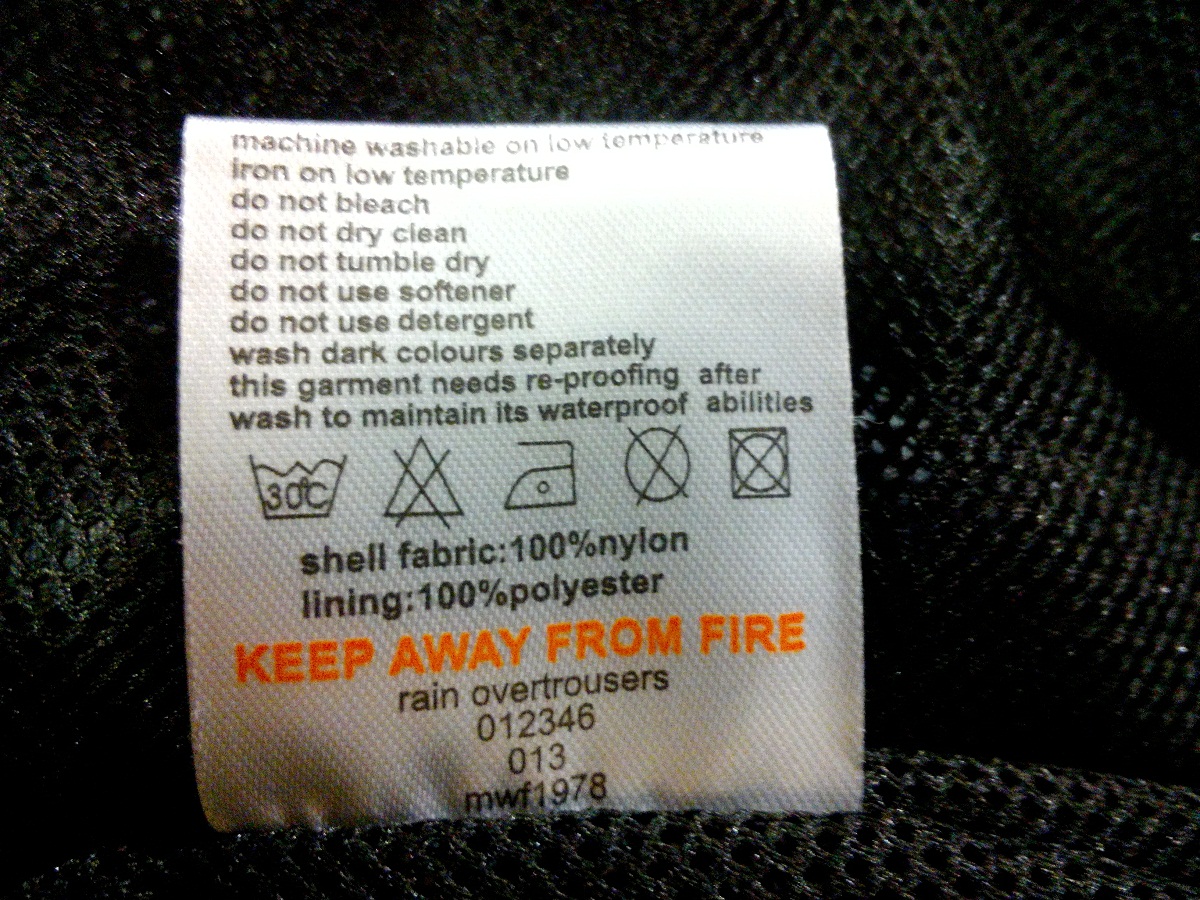 machine washable on low temperature
iron on low temperature
do not bleach
do not dry clean
do not tumble dry
do not use softener
do not use detergent
wash dark colours separately
this garment needs re-proofing after
wash to maintain its waterproof abilities
30°C
shell fabric:100%nylon
lining:100%polyester
KEEP AWAY FROM FIRE
rain overtrousers
012346
013
mwf1978